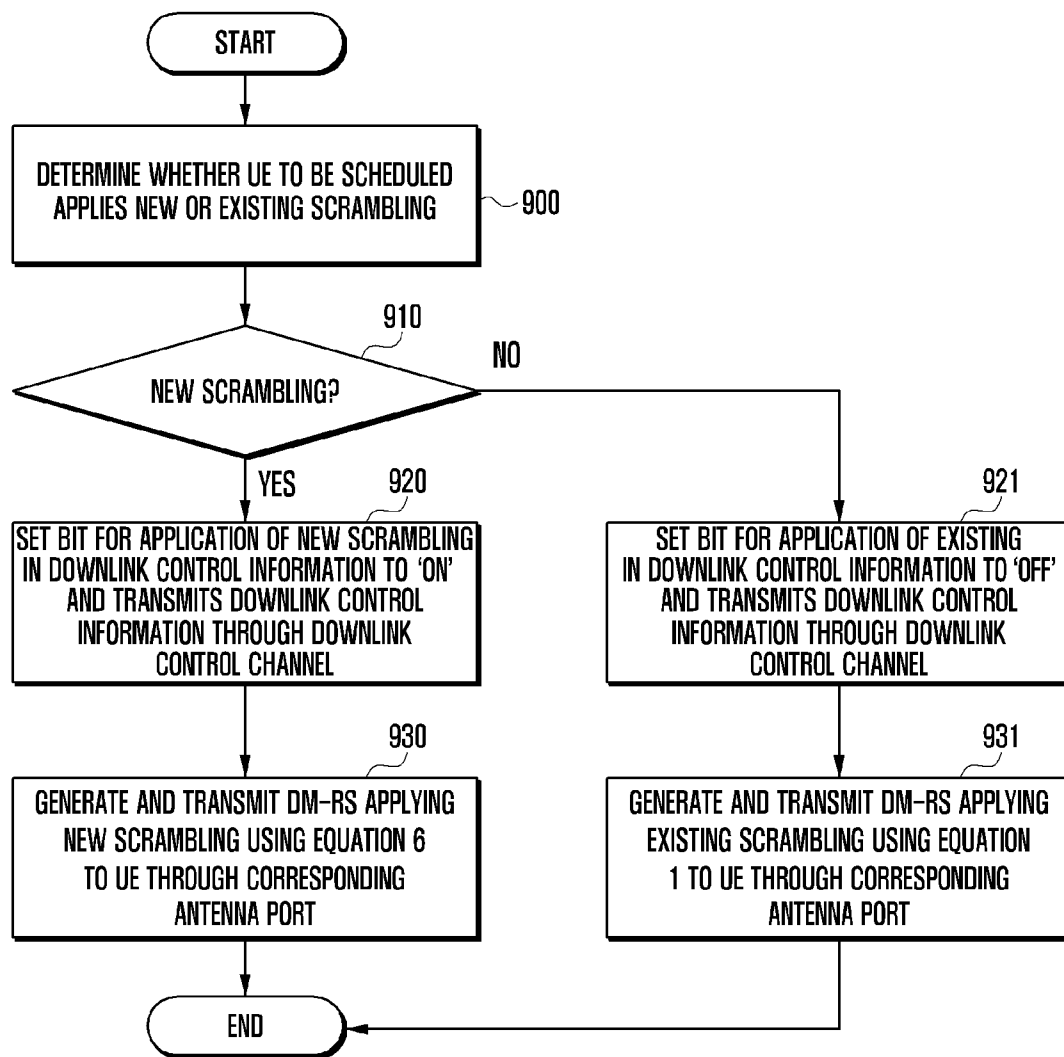 START
DETERMINE WHETHER UE TO BE SCHEDULED
APPLIES NEW OR EXISTING SCRAMBLING
900
910
NEW SCRAMBLING?
NO
YES
920
SET BIT FOR APPLICATION OF NEW SCRAMBLING
IN DOWNLINK CONTROL INFORMATION TO 'ON'
AND TRANSMITS DOWNLINK CONTROL
INFORMATION THROUGH DOWNLINK
CONTROL CHANNEL
921
SET BIT FOR APPLICATION OF EXISTING
IN DOWNLINK CONTROL INFORMATION TO 'OFF'
AND TRANSMITS DOWNLINK CONTROL
INFORMATION THROUGH DOWNLINK
CONTROL CHANNEL
930
GENERATE AND TRANSMIT DM-RS APPLYING
NEW SCRAMBLING USING EQUATION 6
TO UE THROUGH CORRESPONDING
ANTENNA PORT
931
GENERATE AND TRANSMIT DM-RS APPLYING
EXISTING SCRAMBLING USING EQUATION
1 TO UE THROUGH CORRESPONDING
ANTENNA PORT
END